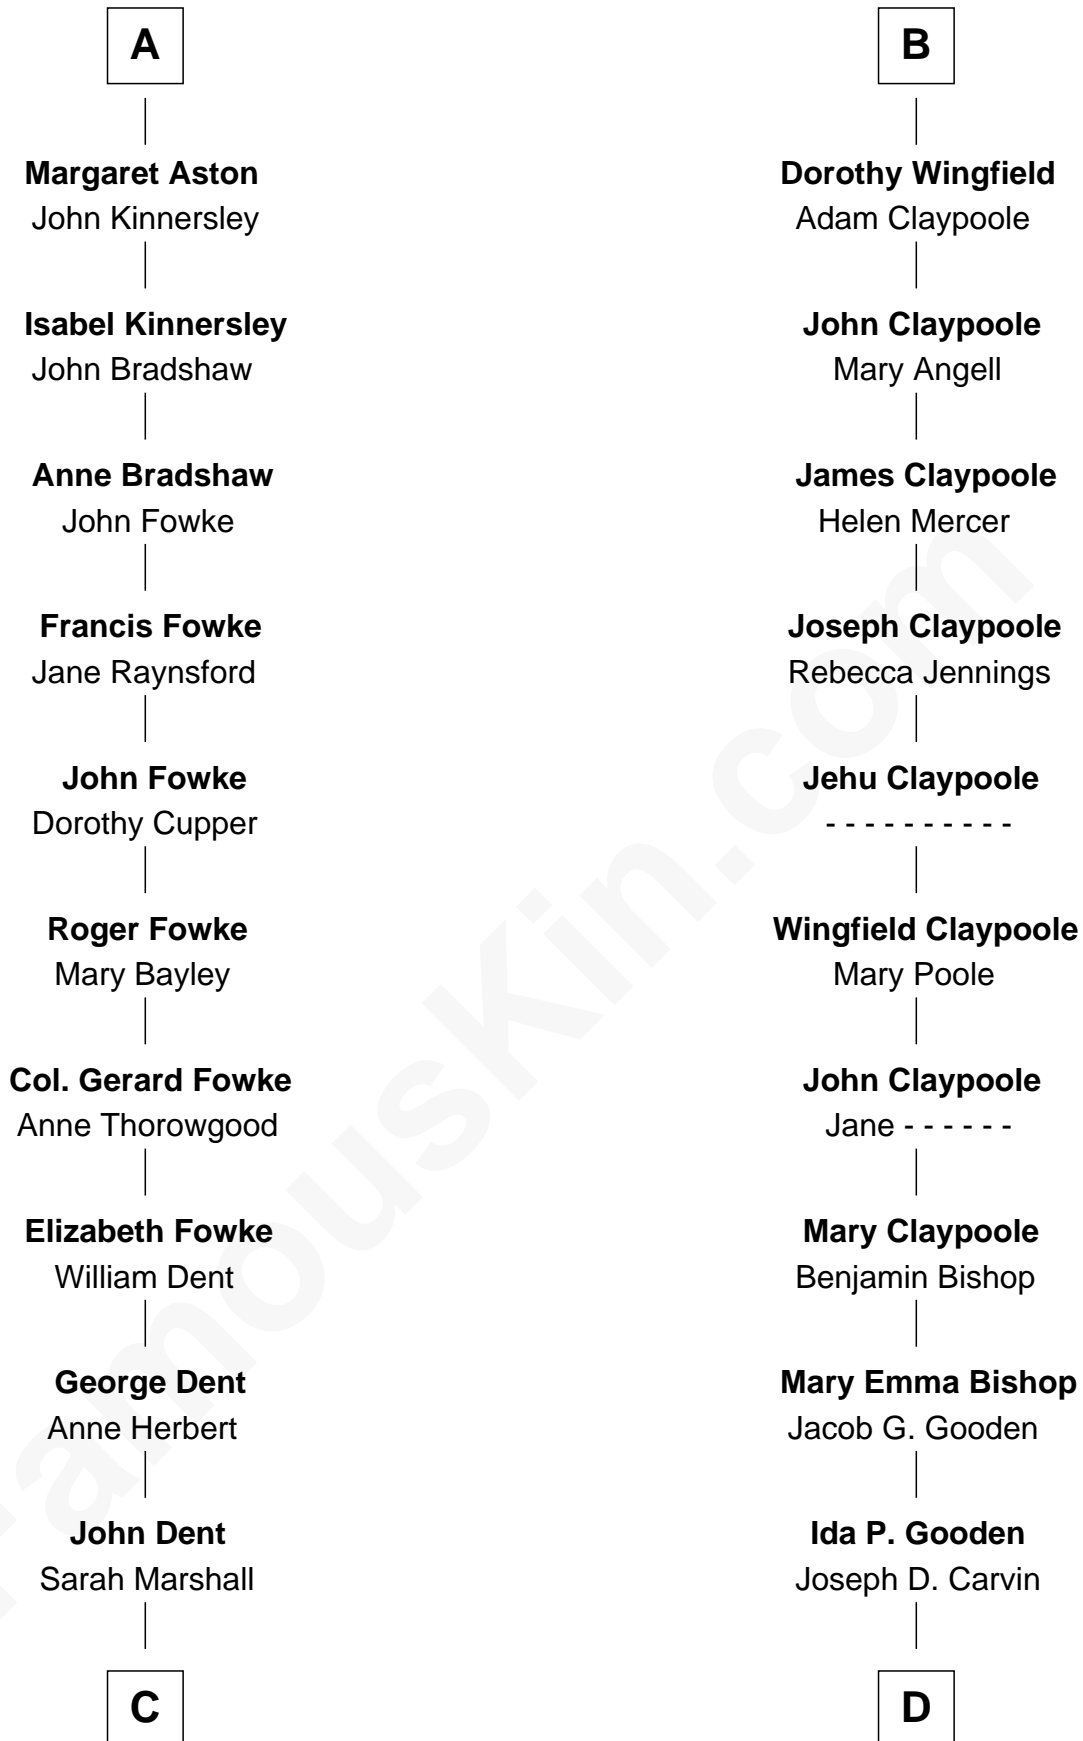 A
Margaret Aston
John Kinnersley
Isabel Kinnersley
John Bradshaw
Anne Bradshaw
John Fowke
Francis Fowke
Jane Raynsford
John Fowke
Dorothy Cupper
Roger Fowke
Mary Bayley
Col. Gerard Fowke
Anne Thorowgood
Elizabeth Fowke
William Dent
George Dent
Anne Herbert
John Dent
Sarah Marshall
C
B
Dorothy Wingfield
Adam Claypoole
John Claypoole
Mary Angell
James Claypoole
Helen Mercer
Joseph Claypoole
Rebecca Jennings
Jehu Claypoole
- - - - - - - - - -
Wingfield Claypoole
Mary Poole
John Claypoole
Jane - - - - - -
Mary Claypoole
Benjamin Bishop
Mary Emma Bishop
Jacob G. Gooden
Ida P. Gooden
Joseph D. Carvin
D
FamousKin.com